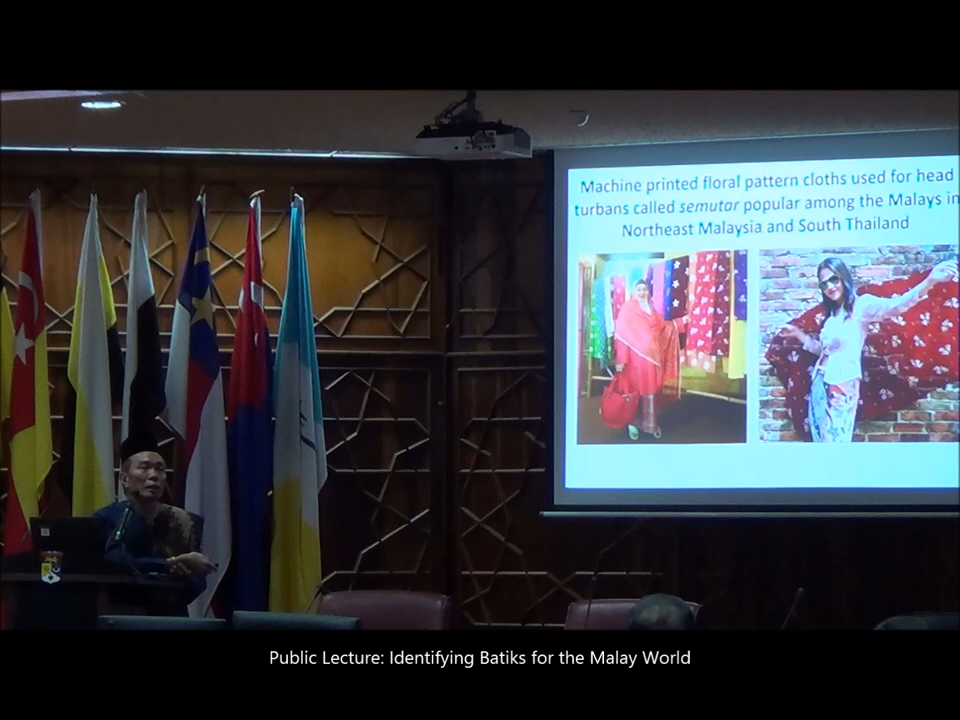 Machine printed floral pattern cloths used for head
turbans called semutar popular among the Malays in
Northeast Malaysia and South Thailand
Public Lecture: Identifying Batiks for the Malay World